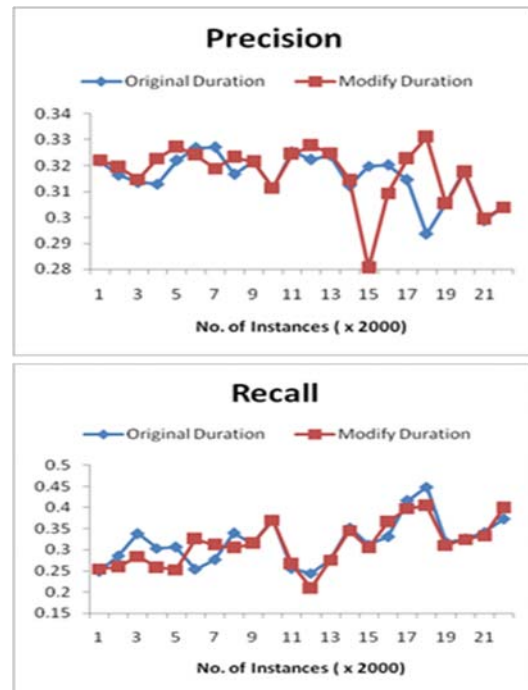 Precision
Original Duration Modify Duration
0.34
0.33
0.32
0.31
0.3
0.29
0.28
1 3 5 7 9 11 13 15 17 19 21
No. of Instances ( x 2000)
Recall
Original Duration Modify Duration
0.5
0.45
0.4
0.35
0.3
0.25
0.2
0.15
1 3 5 7 9 11 13 15 17 19 21
No. of Instances ( x 2000)